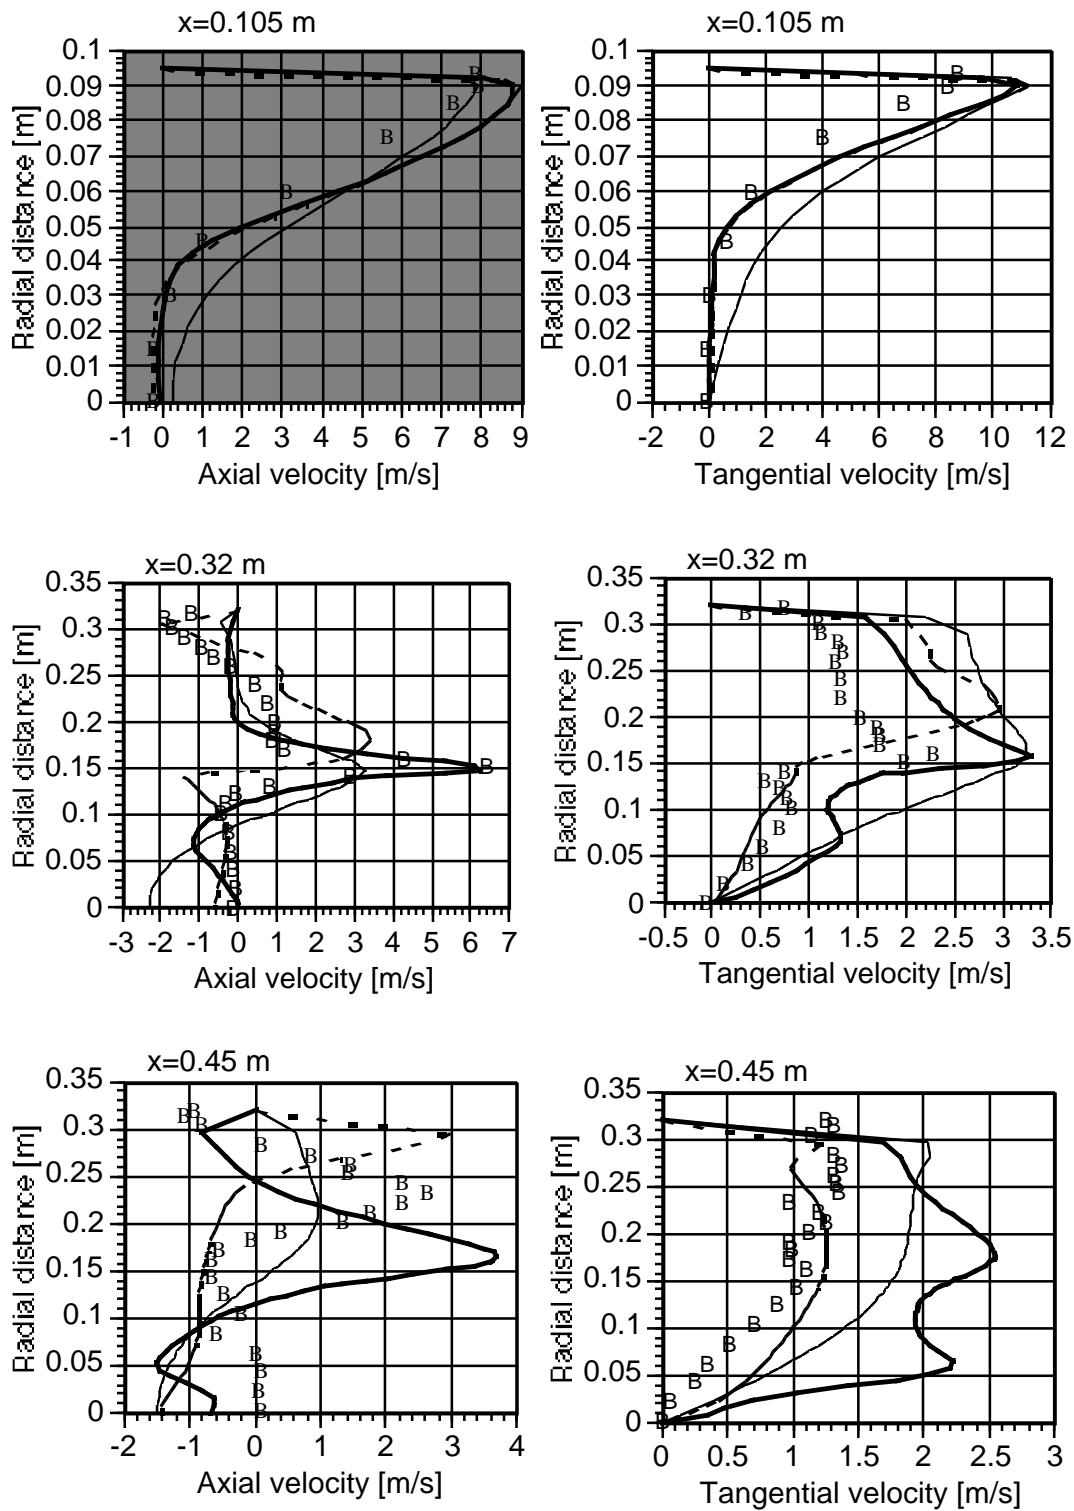 x=0.105 m
x=0.105 m
0.1
0.09
0.08
0.07
0.06
0.05
0.04
0.03
0.02
0.01
0
Radial distance [m]
B
B
B
B
B
B
B
B
B
-1 0 1 2 3 4 5 6 7 8 9
Axial velocity [m/s]
0.1
0.09
0.08
0.07
0.06
0.05
0.04
0.03
0.02
0.01
0
Radial distance [m]
B
B
B
B
B
B
B
B
B
-2 0 2 4 6 8 10 12
Tangential velocity [m/s]
x=0.32 m
x=0.32 m
0.35
0.3
0.25
0.2
0.15
0.1
0.05
0
Radial distance [m]
-3 -2 -1 0 1 2 3 4 5 6 7
Axial velocity [m/s]
0.35
0.3
0.25
0.2
0.15
0.1
0.05
0
Radial distance [m]
-0.5 0 0.5 1 1.5 2 2.5 3 3.5
Tangential velocity [m/s]
x=0.45 m
x=0.45 m
0.35
0.3
0.25
0.2
0.15
0.1
0.05
0
Radial distance [m]
-2 -1 0 1 2 3 4
Axial velocity [m/s]
0.35
0.3
0.25
0.2
0.15
0.1
0.05
0
Radial distance [m]
0 0.5 1 1.5 2 2.5 3
Tangential velocity [m/s]